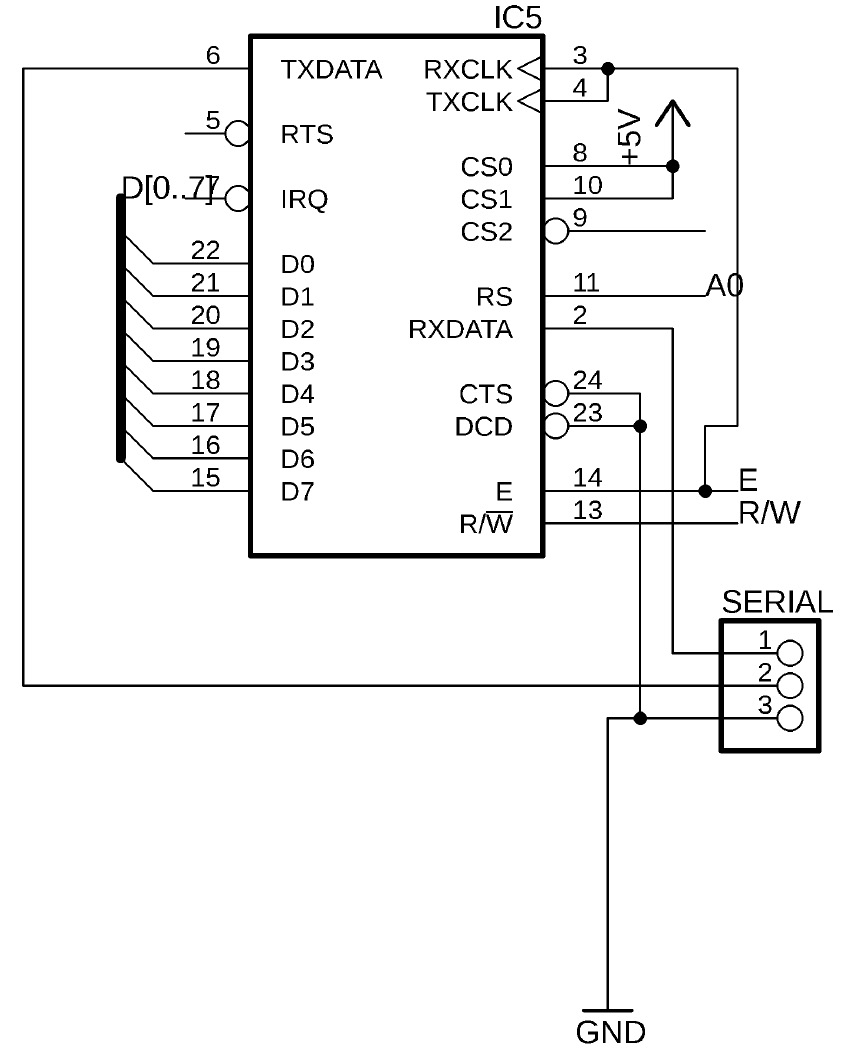 IC5
6 TXDATA RXCLK 3
TXCLK 4
5 RTS
+5V
CS0 8
D[0..7] 7 IRQ CS1 10
CS2 9
22 D0
21 D1 RS 11 A0
20 D2 RXDATA 2
19 D3
18 D4 CTS 24
17 D5 DCD 23
16 D6
15 D7 E 14 E
R/W 13 R/W
SERIAL
1
2
3
GND